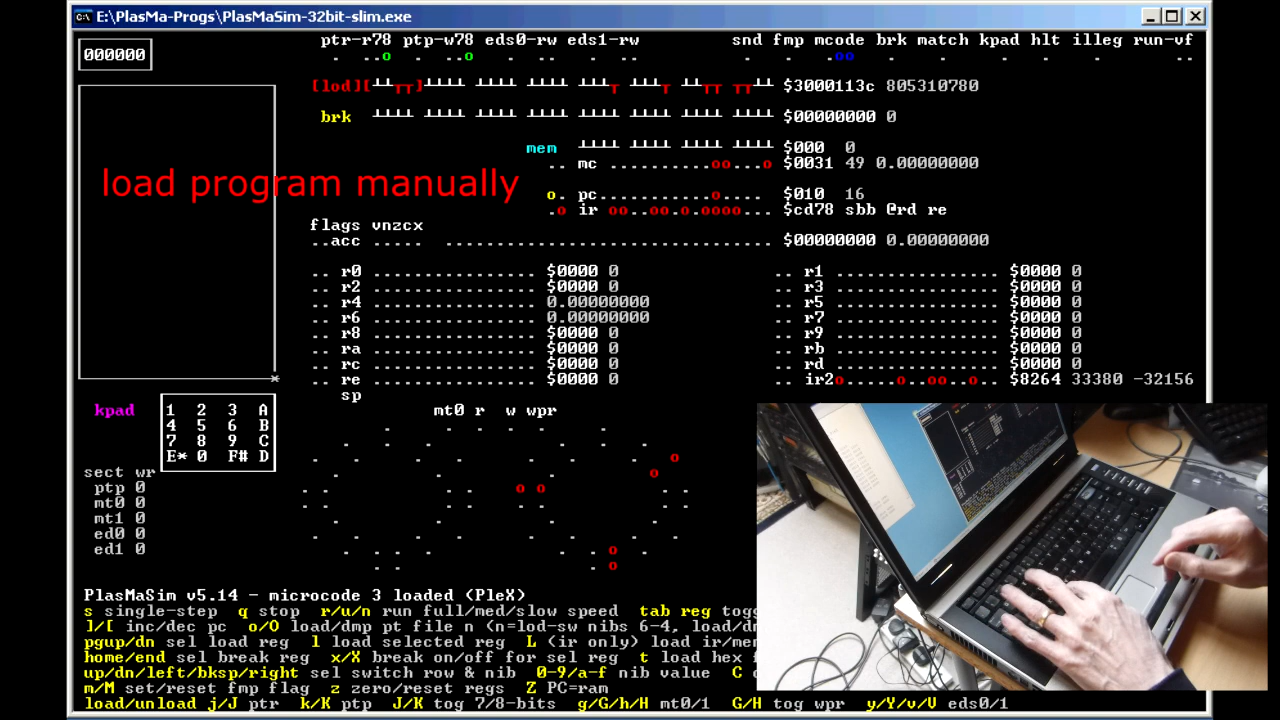 E:\PlasMa-Progs\PlasMaSim-32bit-slim.exe
000000
ptr-r78 ptp-w78 eds0-rw eds1-rw snd fmp mcode brk match kpad hlt illeg run-vf
[lod][ ] $3000113c 805310780
brk $00000000 0
mem $000 0
mc $0031 49 0.00000000
load program manually
pc $010 16
ir $cd78 sbb @rd re
flags vnzcx
acc $00000000 0.00000000
r0 $0000 0 r1 $0000 0
r2 $0000 0 r3 $0000 0
r4 0.00000000 r5 $0000 0
r6 0.00000000 r7 $0000 0
r8 $0000 0 r9 $0000 0
ra $0000 0 rb $0000 0
rc $0000 0 rd $0000 0
re $0000 0 ir2 $8264 33380 -32156
sp
kpad
1 2 3 A
4 5 6 B
7 8 9 C
E* 0 F# D
mt0 r w wpr
sect wr
ptp 0
mt0 0
mt1 0
ed0 0
ed1 0
PlasMaSim v5.14 - microcode 3 loaded (PleX)
s single-step q stop r/u/n run full/med/slow speed tab reg togg
]/[ inc/dec pc o/O load/dmp pt file n (n=lod-sw nibs 6-4, load/dm
pgup/dn sel load reg l load selected reg L (ir only) load ir/mem
home/end sel break reg x/X break on/off for sel reg t load hex f
up/dn/left/bksp/right sel switch row & nib 0-9/a-f nib value C c
m/M set/reset fmp flag z zero/reset regs Z PC=ram
load/unload j/J ptr k/K ptp J/K tog 7/8-bits g/G/h/H mt0/1 G/H tog wpr y/Y/v/V eds0/1